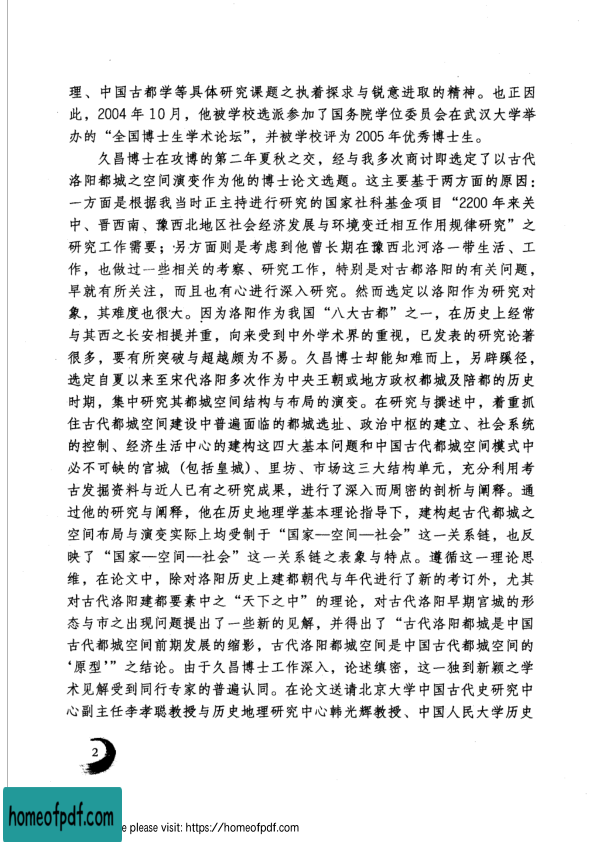 理、中国古都学等具体研究课题之执着探求与锐意进取的精神。也正因
此，2004年10月，他被学校选派参加了国务院学位委员会在武汉大学举
办的“全国博士生学术论坛”，并被学校评为2005年优秀博士生。
久昌博士在攻博的第二年夏秋之交，经与我多次商讨即选定了以古代
洛阳都城之空间演变作为他的博士论文选题。这主要基于两方面的原因：
一方面是根据我当时正主持进行研究的国家社科基金项目“2200年来关
中、晋西南、豫西北地区社会经济发展与环境变迁相互作用规律研究”之
研究工作需要；另方面则是考虑到他曾长期在豫西北河洛一带生活、工
作，也做过一些相关的考察、研究工作，特别是对古都洛阳的有关问题，
早就有所关注，而且也有心进行深入研究。然而选定以洛阳作为研究对
象，其难度也很大。因为洛阳作为我国“八大古都”之一，在历史上经常
与其西之长安相提并重，向来受到中外学术界的重视，已发表的研究论著
很多，要有所突破与超越颇为不易。久昌博士却能知难而上，另辟蹊径，
选定自夏以来至宋代洛阳多次作为中央王朝或地方政权都城及陪都的历史
时期，集中研究其都城空间结构与布局的演变。在研究与撰述中，着重抓
住古代都城空间建设中普遍面临的都城选扯、政治中枢的建立、社会系统
的控制、经济生活中心的建构这四大基本问题和中国古代都城空间模式中
必不可缺的宫城（包括皇城）、里坊、市场这三大结构单元，充分利用考
古发掘资料与近人已有之研究成果，进行了深入而周密的剖析与阐释。通
过他的研究与阐释，他在历史地理学基本理论指导下，建构起古代都城之
空间布局与演变实际上均受制于“国家—空间—社会”这一关系链，也反
映了“国家—空间—社会”这一关系链之表象与特点。遵循这一理论思
维，在论文中，除对洛阳历史上建都朝代与年代进行了新的考订外，尤其
对古代洛阳建都要素中之“天下之中”的理论，对古代洛阳早期宫城的形
态与市之出现问题提出了一些新的见解，并得出了“古代洛阳都城是中国
古代都城空间前期发展的缩影，古代洛阳都城空间是中国古代都城空间的
‘原型’”之结论。由于久昌博士工作深入，论述缜密，这一独到新颖之学
术见解受到同行专家的普遍认同。在论文送请北京大学中国古代史研究中
心副主任李孝聪教授与历史地理研究中心韩光辉教授、中国人民大学历史
2
homeofpdf.com
e please visit: https://homeofpdf.com